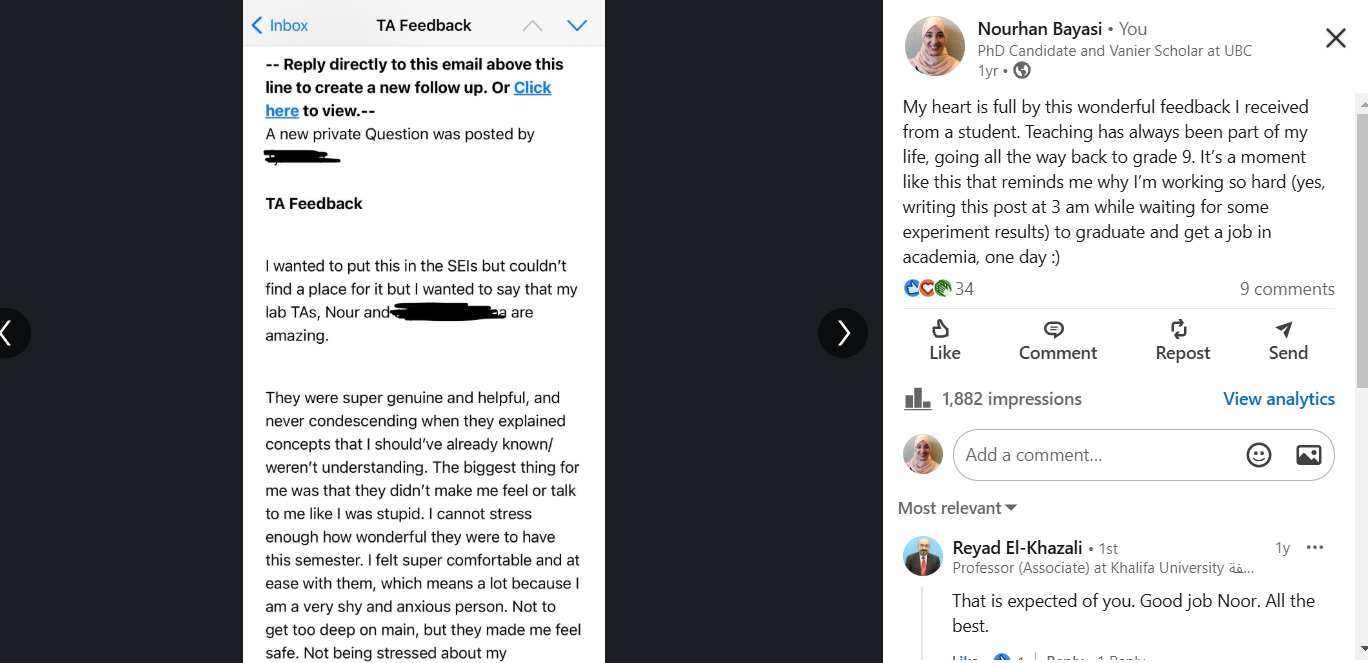 Inbox
TA Feedback
-- Reply directly to this email above this
line to create a new follow up. Or Click
here to view.--
A new private Question was posted by
TA Feedback
I wanted to put this in the SEIs but couldn't
find a place for it but I wanted to say that my
lab TAs, Nour and a are
amazing.
They were super genuine and helpful, and
never condescending when they explained
concepts that I should've already known/
weren't understanding. The biggest thing for
me was that they didn't make me feel or talk
to me like I was stupid. I cannot stress
enough how wonderful they were to have
this semester. I felt super comfortable and at
ease with them, which means a lot because I
am a very shy and anxious person. Not to
get too deep on main, but they made me feel
safe. Not being stressed about my
Nourhan Bayasi • You
PhD Candidate and Vanier Scholar at UBC
1yr •
My heart is full by this wonderful feedback I received
from a student. Teaching has always been part of my
life, going all the way back to grade 9. It's a moment
like this that reminds me why I'm working so hard (yes,
writing this post at 3 am while waiting for some
experiment results) to graduate and get a job in
academia, one day :)
34 9 comments
Like Comment Repost Send
1,882 impressions View analytics
Add a comment...
Most relevant
Reyad El-Khazali • 1st 1y
Professor (Associate) at Khalifa University
That is expected of you. Good job Noor. All the
best.
Like 1 Reply 1 Reply